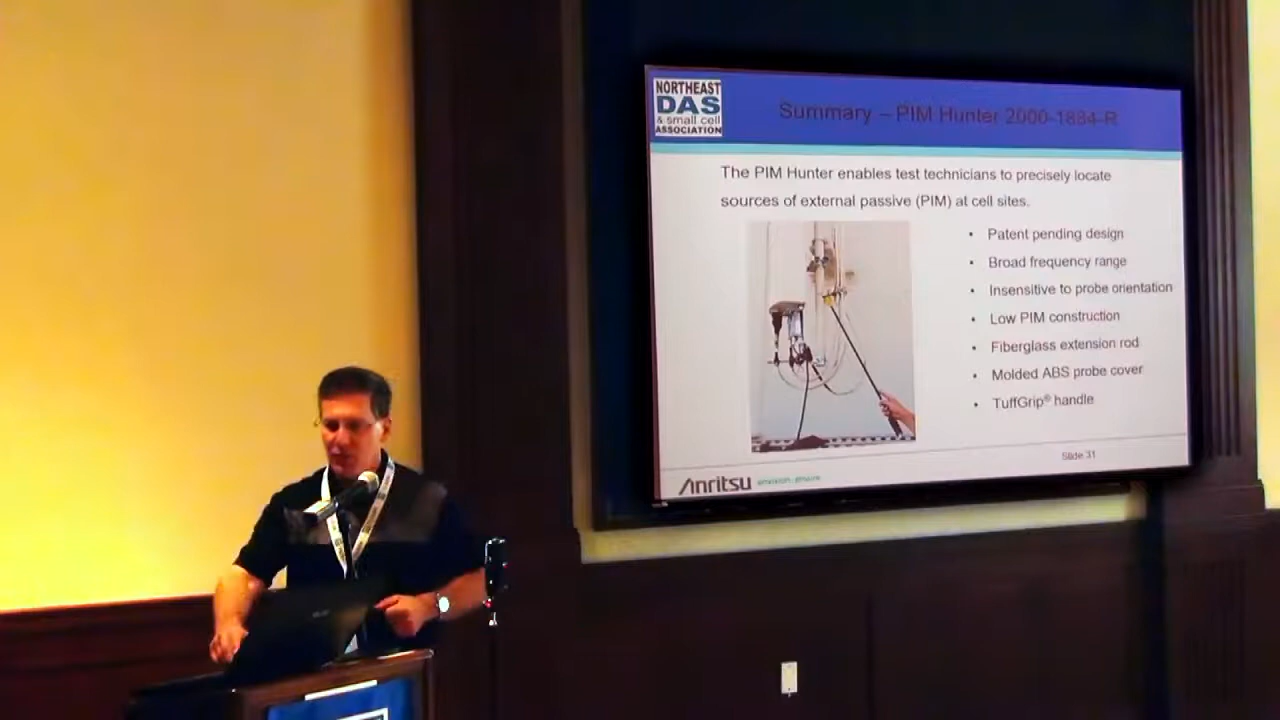 NORTHEAST
DAS
& small cell
ASSOCIATION
Summary – PIM Hunter 2000-1884-R
The PIM Hunter enables test technicians to precisely locate
sources of external passive (PIM) at cell sites.
• Patent pending design
• Broad frequency range
• Insensitive to probe orientation
• Low PIM construction
• Fiberglass extension rod
• Molded ABS probe cover
• TuffGrip® handle
Slide 31
Anritsu